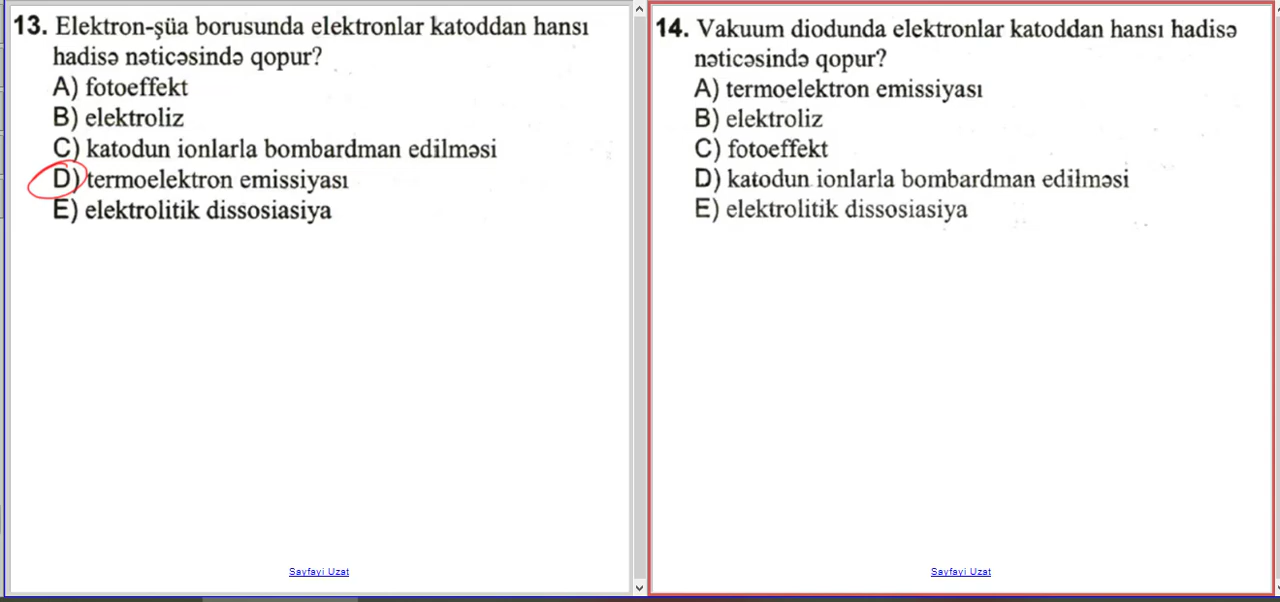 13. Elektron-şüa borusunda elektronlar katoddan hansı
hadisə nəticəsində qopur?
A) fotoeffekt
B) elektroliz
C) katodun ionlarla bombardman edilməsi
D) termoelektron emissiyası
E) elektrolitik dissosiasiya
Sayfayi Uzat
14. Vakuum diodunda elektronlar katoddan hansı hadisə
nəticəsində qopur?
A) termoelektron emissiyası
B) elektroliz
C) fotoeffekt
D) katodun ionlarla bombardman edilməsi
E) elektrolitik dissosiasiya
Sayfayi Uzat